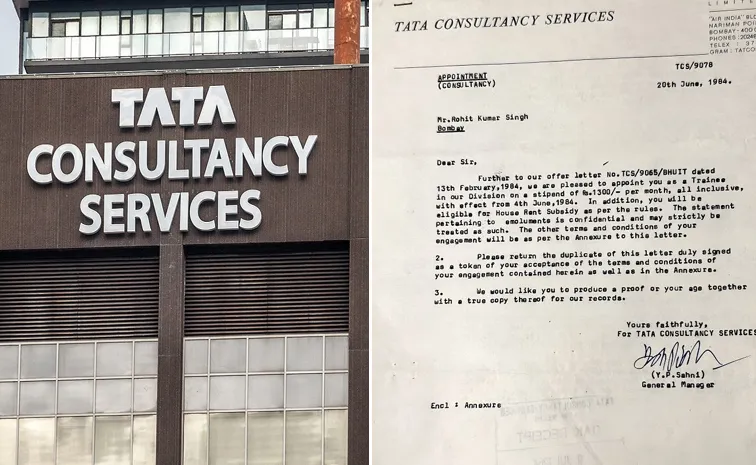 TATA
CONSULTANCY
SERVICES
TATA CONSULTANCY SERVICES
"AIR INDIA"
NARIMAN
BOMBAY-
PHONES:
TELEX :
GRAM:
TCS/9078
APPOINTMENT
(CONSULTANCY)
20th June, 1984.
Mr.Rohit Kumar Singh
Bombay
Dear Sir,
Further to our offer letter No.TCS/9065/BHUIT dated
13th February,1984, we are pleased to appoint you as a Trainee
in our Division on a stipend of Rs.1300/- per month, all inclusive,
with effect from 4th June,1984. In addition, you will be
eligible for House Rent Subsidy as per the rules. The statement
pertaining to emoluments is confidential and may strictly be
treated as such. The other terms and conditions of your
engagement will be as per the Annexure to this letter.
2. Please return the duplicate of this letter duly signed
as a token of your acceptance of the terms and conditions of
your engagement contained herein as well as in the Annexure.
3. We would like you to produce a proof or your age together
with a true copy thereof for our records.
Yours faithfully,
For TATA CONSULTANCY SERVICES
(Y.P.Sahni)
General Manager
Encl : Annexure